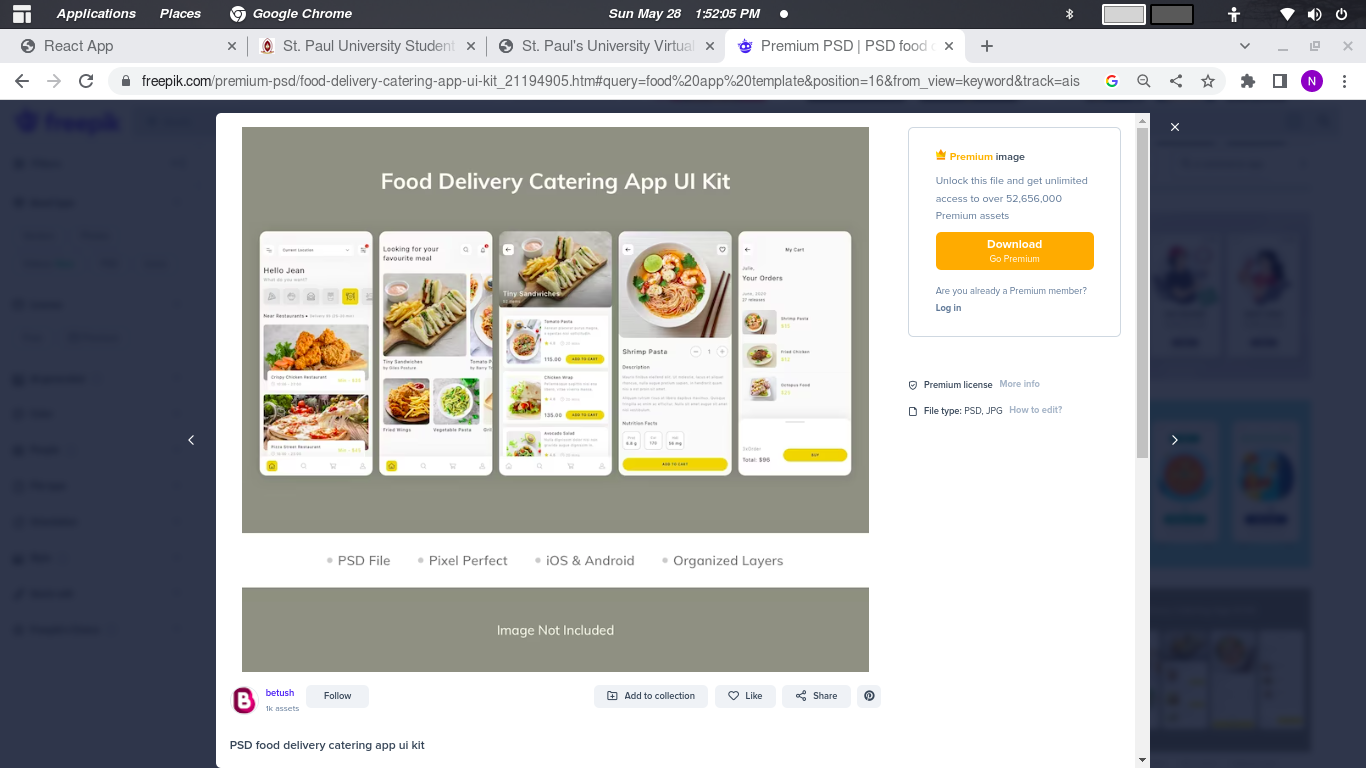 Applications Places Google Chrome Sun May 28 1:52:05 PM
React App St. Paul University Student St. Paul's University Virtual Premium PSD | PSD food
freepik.com/premium-psd/food-delivery-catering-app-ui-kit_21194905.htm#query=food%20app%20template&position=16&from_view=keyword&track=ais
N
Food Delivery Catering App UI Kit
Current Location
Hello Jean
What do you want?
Near Restaurants
Crispy Chicken Restaurant
Pizza Street Restaurant
Looking for your
favourite meal
Tiny Sandwiches
by Giles Posture
Fried Wings Vegetable Pasta
Tiny Sandwiches
Tomato Pasta
115.00 ADD TO CART
Chicken Wrap
135.00 ADD TO CART
Avocado Salad
Shrimp Pasta 1
Description
Nutrition Facts
ADD TO CART
My Cart
Your Orders
Shrimp Pasta
Fried Chicken
Octopus Food
Total: $96 BUY
PSD File Pixel Perfect iOS & Android Organized Layers
Image Not Included
betush
1k assets
Follow
Add to collection Like Share
PSD food delivery catering app ui kit
Premium image
Unlock this file and get unlimited
access to over 52,656,000
Premium assets
Download
Go Premium
Are you already a Premium member?
Log in
Premium license More info
File type: PSD, JPG How to edit?
freepik